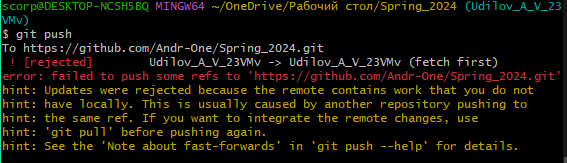 scorp@DESKTOP-NCSH5BQ MINGW64 ~/OneDrive/Рабочий стол/Spring_2024 (Udilov_A_V_23
VMv)
$ git push
To https://github.com/Andr-One/Spring_2024.git
 ! [rejected]        Udilov_A_V_23VMv -> Udilov_A_V_23VMv (fetch first)
error: failed to push some refs to 'https://github.com/Andr-One/Spring_2024.git'
hint: Updates were rejected because the remote contains work that you do not
hint: have locally. This is usually caused by another repository pushing to
hint: the same ref. If you want to integrate the remote changes, use
hint: 'git pull' before pushing again.
hint: See the 'Note about fast-forwards' in 'git push --help' for details.